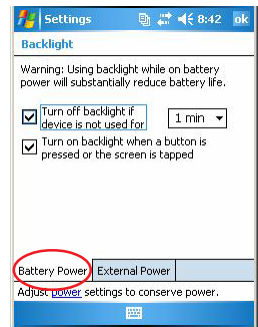 Settings 8:42 ok
Backlight
Warning: Using backlight while on battery
power will substantially reduce battery life.
Turn off backlight if
device is not used for 1 min
Turn on backlight when a button is
pressed or the screen is tapped
Battery Power External Power
Adjust power settings to conserve power.